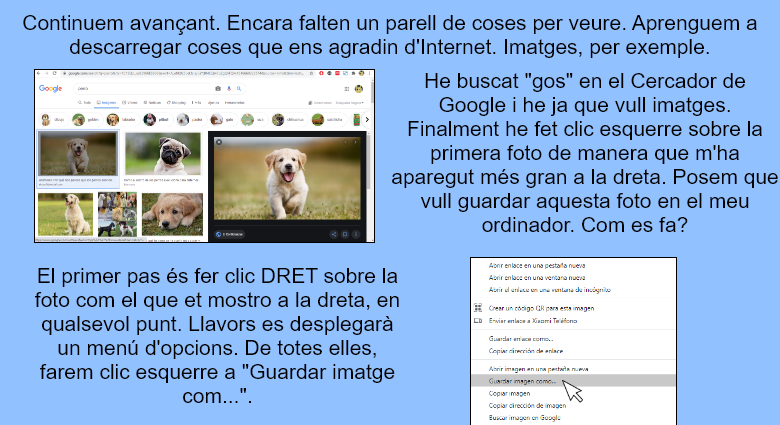 Continuem avançant. Encara falten un parell de coses per veure. Aprenguem a
descarregar coses que ens agradin d'Internet. Imatges, per exemple.
Google
perro
He buscat "gos" en el Cercador de
Google i he ja que vull imatges.
Finalment he fet clic esquerre sobre la
primera foto de manera que m'ha
aparegut més gran a la dreta. Posem que
vull guardar aquesta foto en el meu
ordinador. Com es fa?
El primer pas és fer clic DRET sobre la
foto com el que et mostro a la dreta, en
qualsevol punt. Llavors es desplegarà
un menú d'opcions. De totes elles,
farem clic esquerre a "Guardar imatge
com...".
Abrir enlace en una pestaña nueva
Abrir enlace en una ventana nueva
Abrir el enlace en una ventana de incógnito
Crear un código QR para esta imagen
Enviar enlace a Xiaomi Teléfono
Guardar enlace como...
Copiar dirección de enlace
Abrir imagen en una pestaña nueva
Guardar imagen como...
Copiar imagen
Copiar dirección de imagen
Buscar imagen en Google